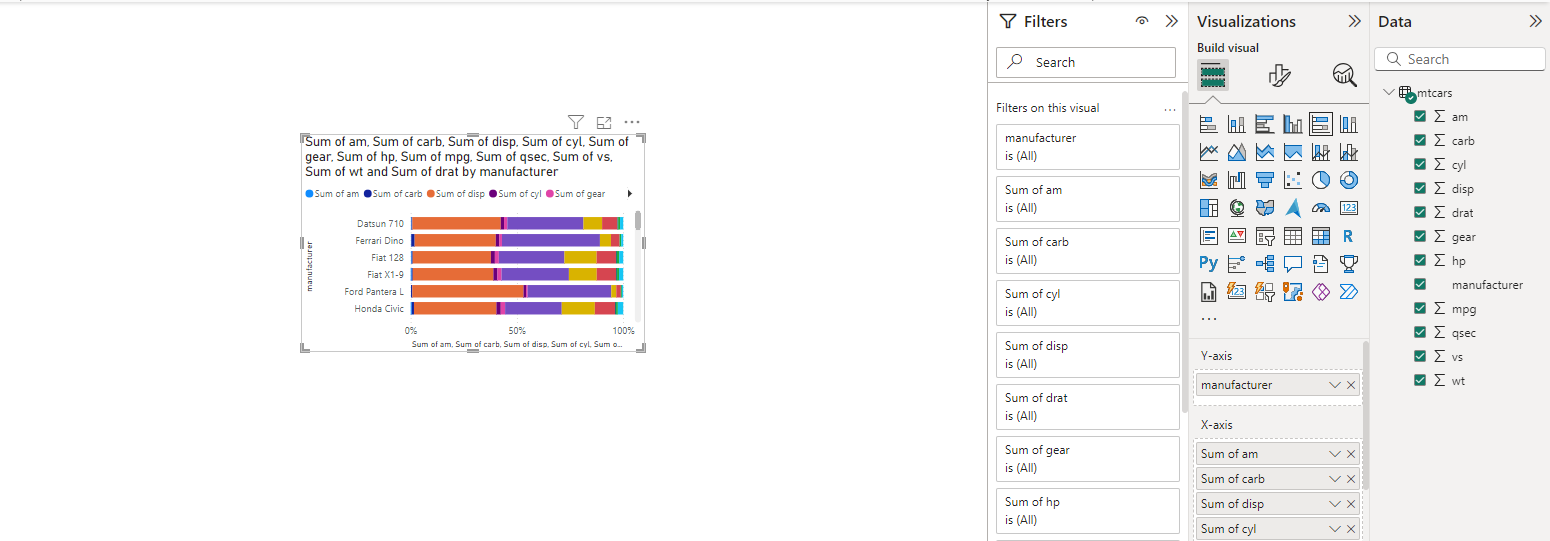 Sum of am, Sum of carb, Sum of disp, Sum of cyl, Sum of
gear, Sum of hp, Sum of mpg, Sum of qsec, Sum of vs,
Sum of wt and Sum of drat by manufacturer
Sum of am Sum of carb Sum of disp Sum of cyl Sum of gear
manufacturer
Datsun 710
Ferrari Dino
Fiat 128
Fiat X1-9
Ford Pantera L
Honda Civic
0% 50% 100%
Sum of am, Sum of carb, Sum of disp, Sum of cyl, Sum o...
Filters
Search
Filters on this visual
manufacturer
is (All)
Sum of am
is (All)
Sum of carb
is (All)
Sum of cyl
is (All)
Sum of disp
is (All)
Sum of drat
is (All)
Sum of gear
is (All)
Sum of hp
is (All)
Visualizations
Build visual
123
R
Py
123
Y-axis
manufacturer
X-axis
Sum of am
Sum of carb
Sum of disp
Sum of cyl
Data
Search
mtcars
am
carb
cyl
disp
drat
gear
hp
manufacturer
mpg
qsec
vs
wt